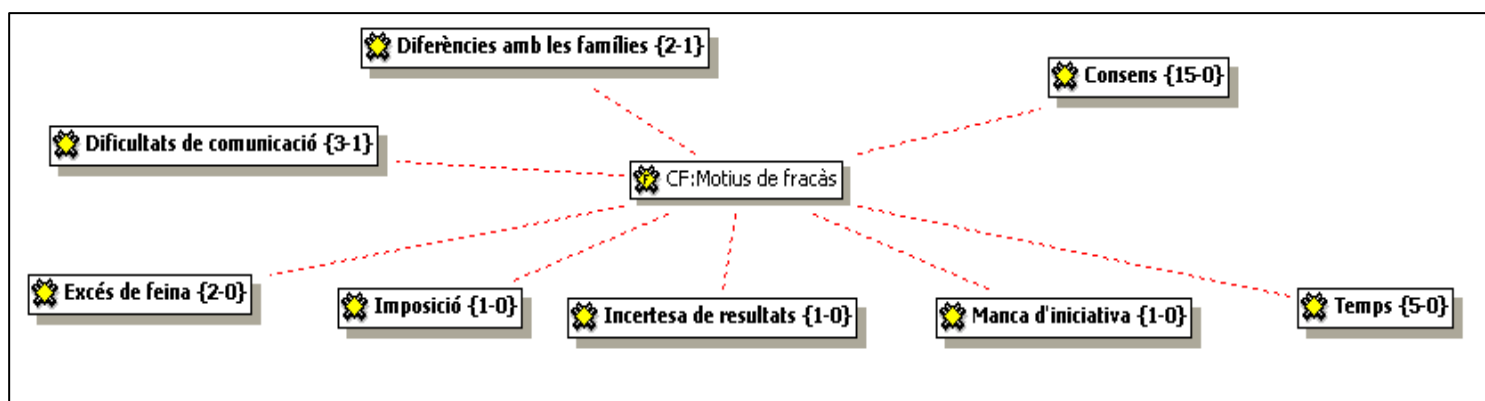 Diferències amb les famílies {2-1}
Consens {15-0}
Dificultats de comunicació {3-1}
CF:Motius de fracàs
Excés de feina {2-0}
Imposició {1-0}
Incertesa de resultats {1-0}
Manca d'iniciativa {1-0}
Temps {5-0}